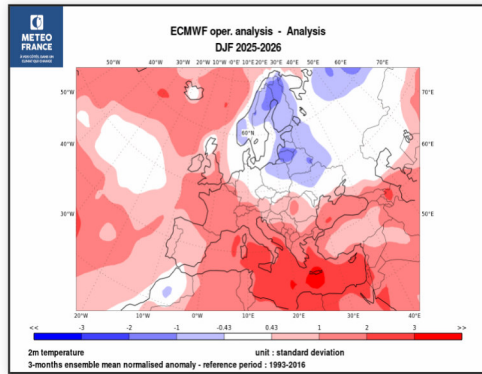 METEO
FRANCE
ECMWF oper. analysis - Analysis
DJF 2025-2026
50°W 40°W 30°W 20°W 10°W 0°E 10°E 20°E 30°E 40°E 50°E 60°E 70°E
50°N 70°E
60°N
40°N 60°E
30°N 50°E
20°W 10°W 0°W 10°E 20°E 30°E 40°E
<< -3 -2 -1 -0.43 0.43 1 2 3 >>
2m temperature unit : standard deviation
3-months ensemble mean normalised anomaly - reference period : 1993-2016